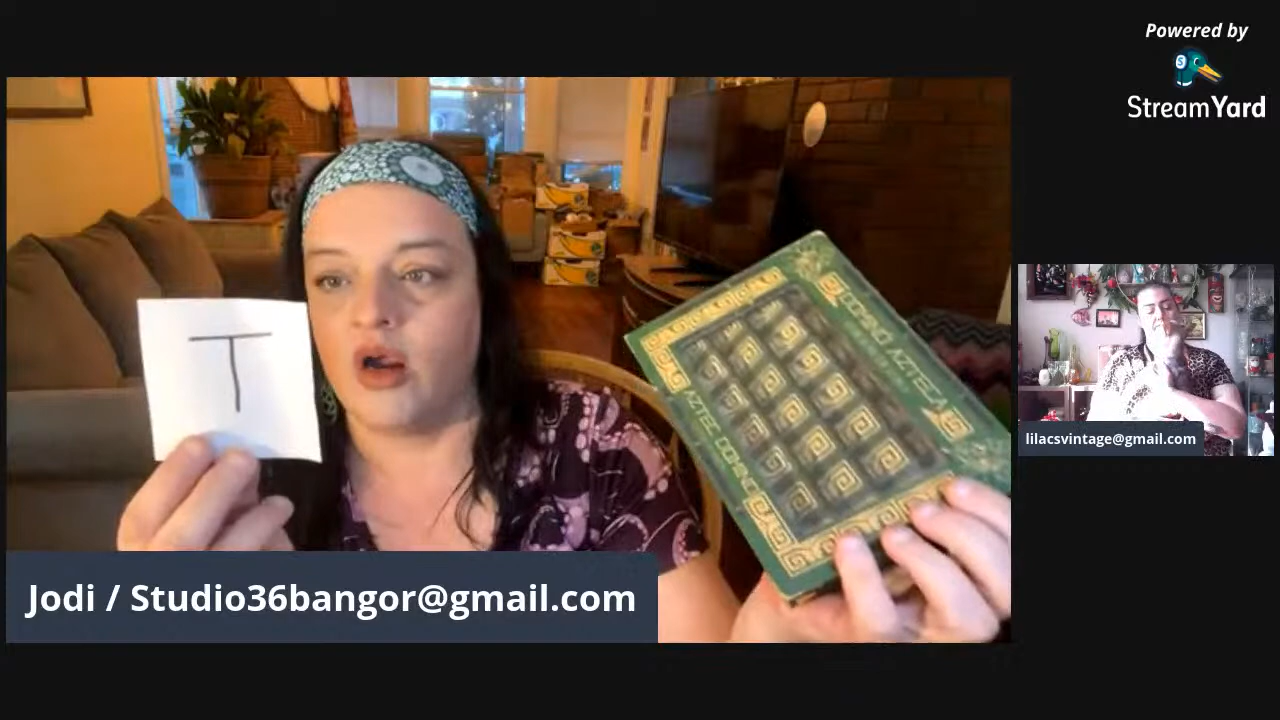 Powered by
StreamYard
T
DOMINO AZTECA
AZTEC DOMINO
lilacsvintage@gmail.com
Jodi / Studio36bangor@gmail.com